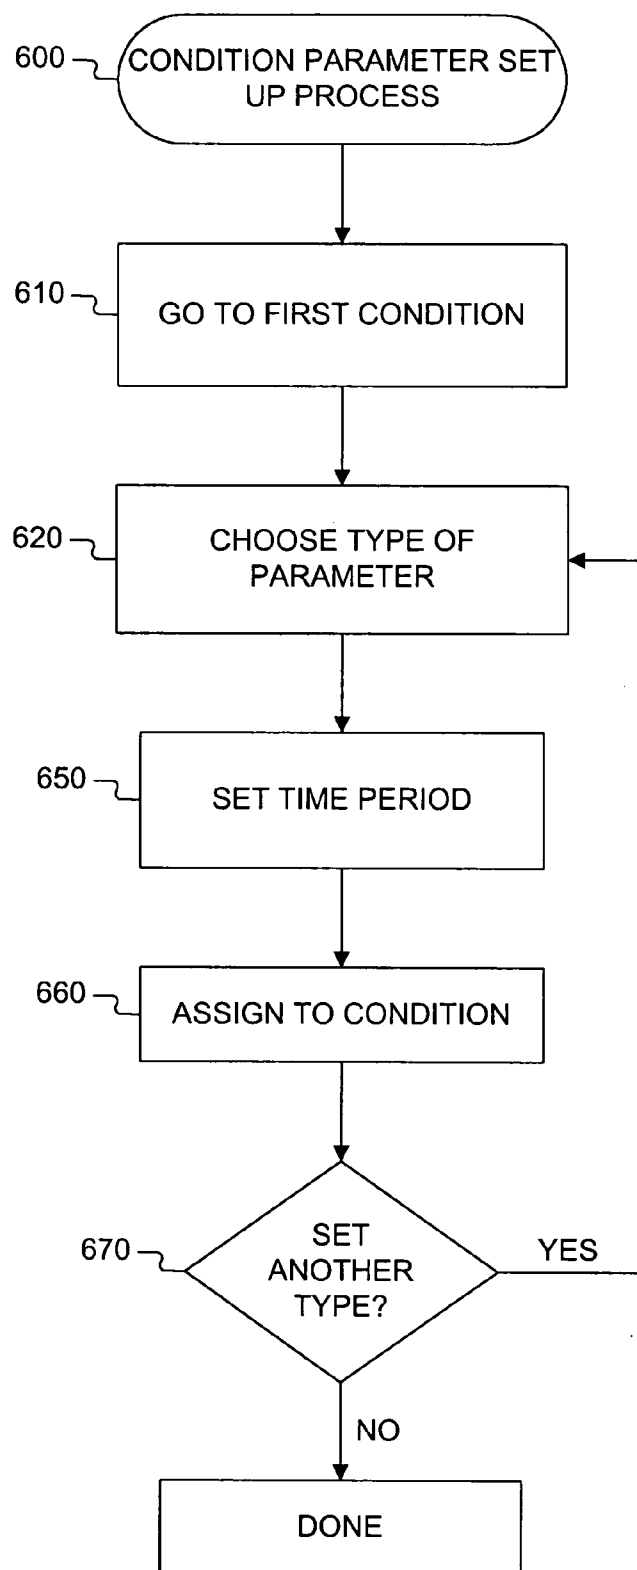 600
CONDITION PARAMETER SET
UP PROCESS
610
GO TO FIRST CONDITION
620
CHOOSE TYPE OF
PARAMETER
650
SET TIME PERIOD
660
ASSIGN TO CONDITION
670
SET
ANOTHER
TYPE?
YES
NO
DONE